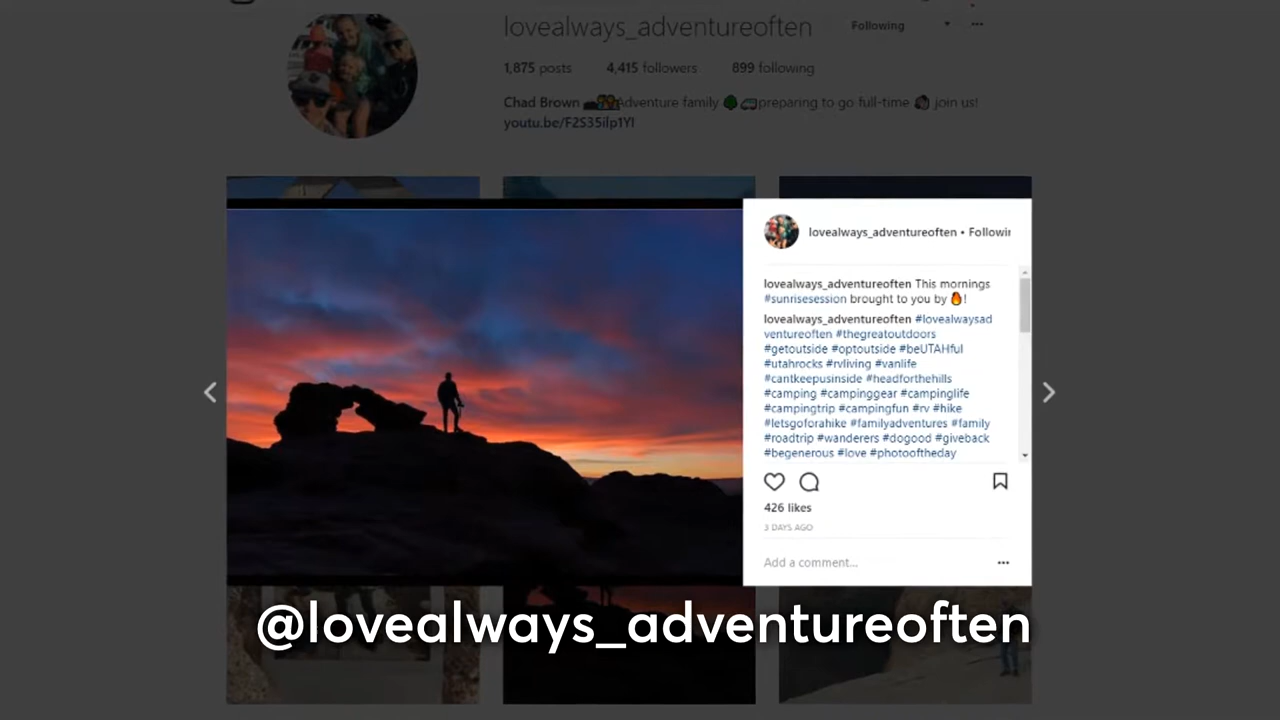 lovealways_adventureoften
Following
1,875 posts 4,415 followers 899 following
Chad Brown Adventure family preparing to go full-time join us!
youtu.be/F2S35ilp1YI
lovealways_adventureoften • Followin
lovealways_adventureoften This mornings
#sunrisesession brought to you by 🔥!
lovealways_adventureoften #lovealwaysad
ventureoften #thegreatoutdoors
#getoutside #optoutside #beUTAHful
#utahrocks #rvliving #vanlife
#cantkeepusinside #headforthehills
#camping #campinggear #campinglife
#campingtrip #campingfun #rv #hike
#letsgoforahike #familyadventures #family
#roadtrip #wanderers #dogood #giveback
#begenerous #love #photooftheday
426 likes
3 DAYS AGO
Add a comment...
@lovealways_adventureoften